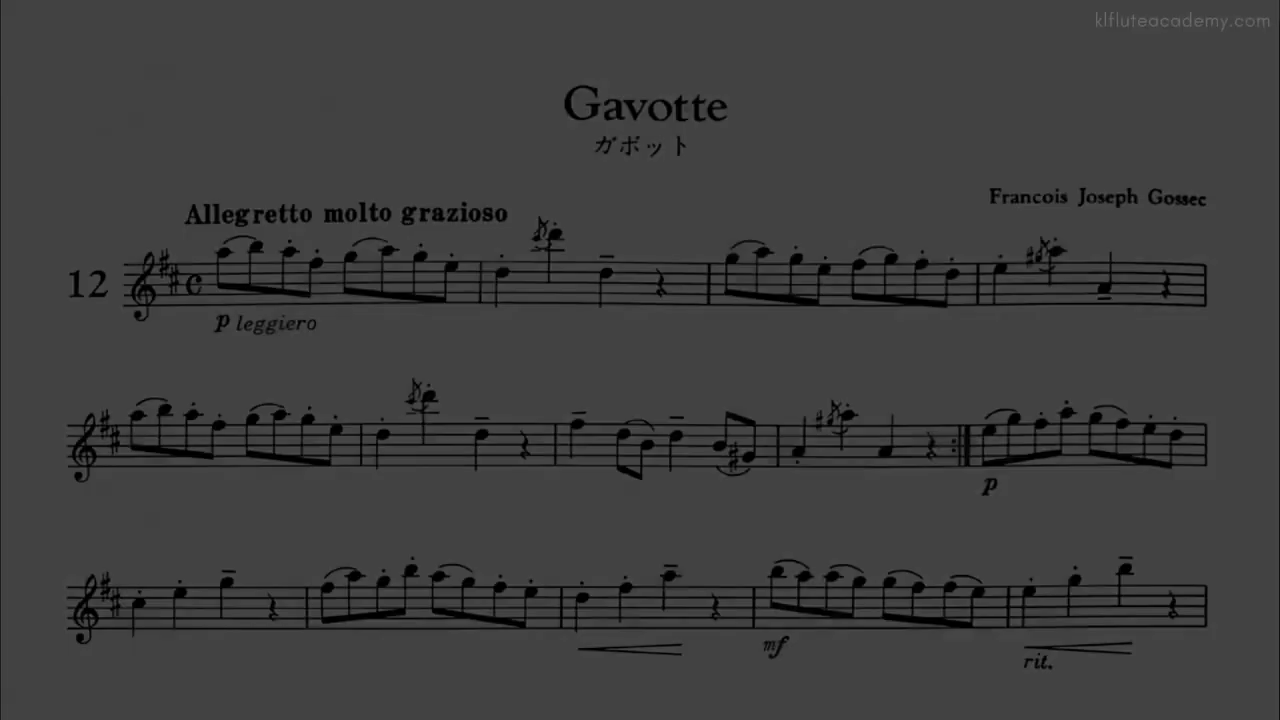 klfluteacademy.com
Gavotte
ガボット
Francois Joseph Gossec
Allegretto molto grazioso
12
p leggiero
p
mf
rit.